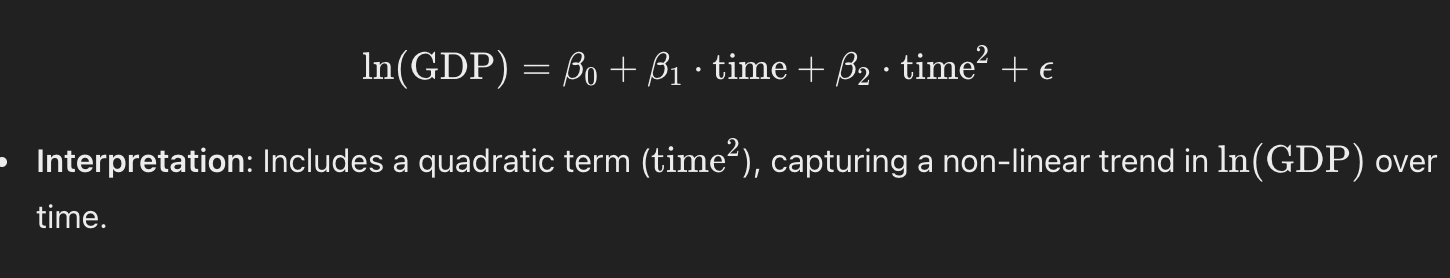 ln(GDP) = β₀ + β₁ · time + β₂ · time² + ϵ
• Interpretation: Includes a quadratic term (time²), capturing a non-linear trend in ln(GDP) over
time.